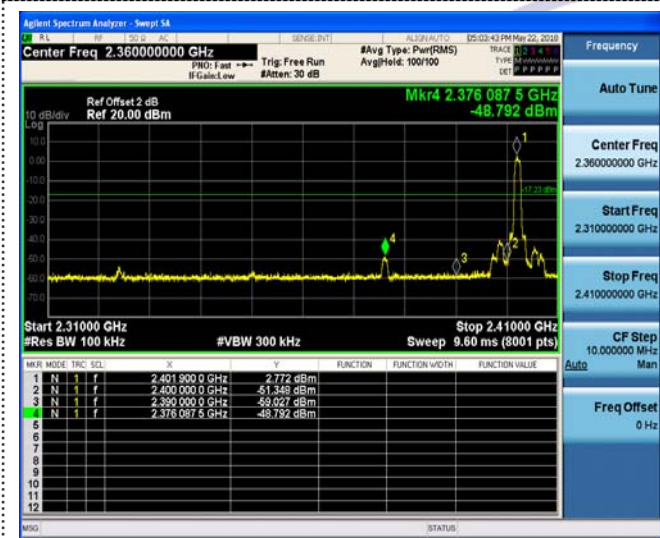 Agilent Spectrum Analyzer - Swept SA
RL RF 50 Ω AC SENSE:INT ALIGNAUTO 05:03:43 PM May 22, 2018
Center Freq 2.360000000 GHz
PNO: Fast
IFGain:Low
Trig: Free Run
#Atten: 30 dB
#Avg Type: Pwr(RMS)
Avg|Hold: 100/100
TRACE 1 2 3 4 5 6
TYPE M
DET P P P P P P
Frequency
Auto Tune
Center Freq
2.360000000 GHz
Start Freq
2.310000000 GHz
Stop Freq
2.410000000 GHz
CF Step
10.000000 MHz
Auto Man
Freq Offset
0 Hz
Mkr4 2.376 087 5 GHz
-48.792 dBm
Ref Offset 2 dB
10 dB/div Ref 20.00 dBm
Log
10.0
0.00
-10.0
-20.0
-30.0
-40.0
-50.0
-60.0
-70.0
-17.23 dBm
1
2
3
4
Start 2.31000 GHz Stop 2.41000 GHz
#Res BW 100 kHz #VBW 300 kHz Sweep 9.60 ms (8001 pts)
MKR MODE TRC SCL X Y FUNCTION FUNCTION WIDTH FUNCTION VALUE
1 N 1 f 2.401 900 0 GHz 2.772 dBm
2 N 1 f 2.400 000 0 GHz -51.349 dBm
3 N 1 f 2.390 000 0 GHz -59.027 dBm
4 N 1 f 2.376 087 5 GHz -48.792 dBm
5
6
7
8
9
10
11
12
MSG STATUS